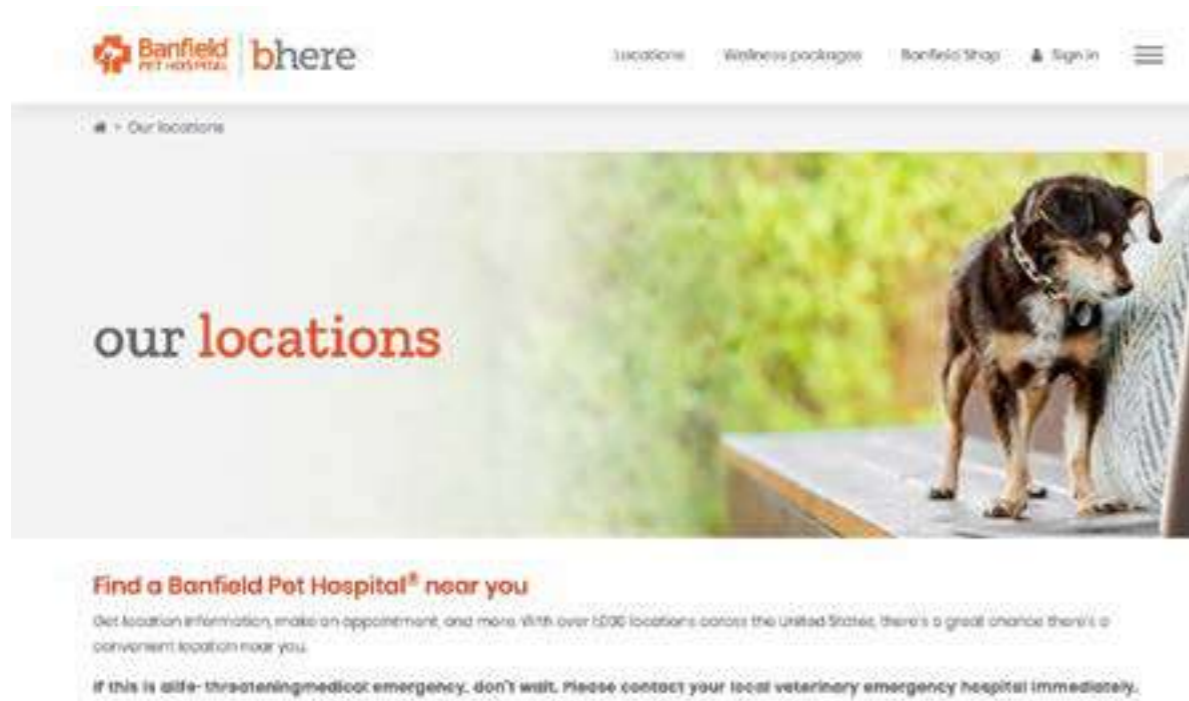 Banfield bhere
PET HOSPITAL
Locations Wellness packages Banfield Shop Sign in
> Our locations
our locations
Find a Banfield Pet Hospital® near you
Get location information, make an appointment, and more. With over 1,000 locations across the United States, there's a great chance there's a
convenient location near you.
If this is alife-threateningmedical emergency, don't wait. Please contact your local veterinary emergency hospital immediately.